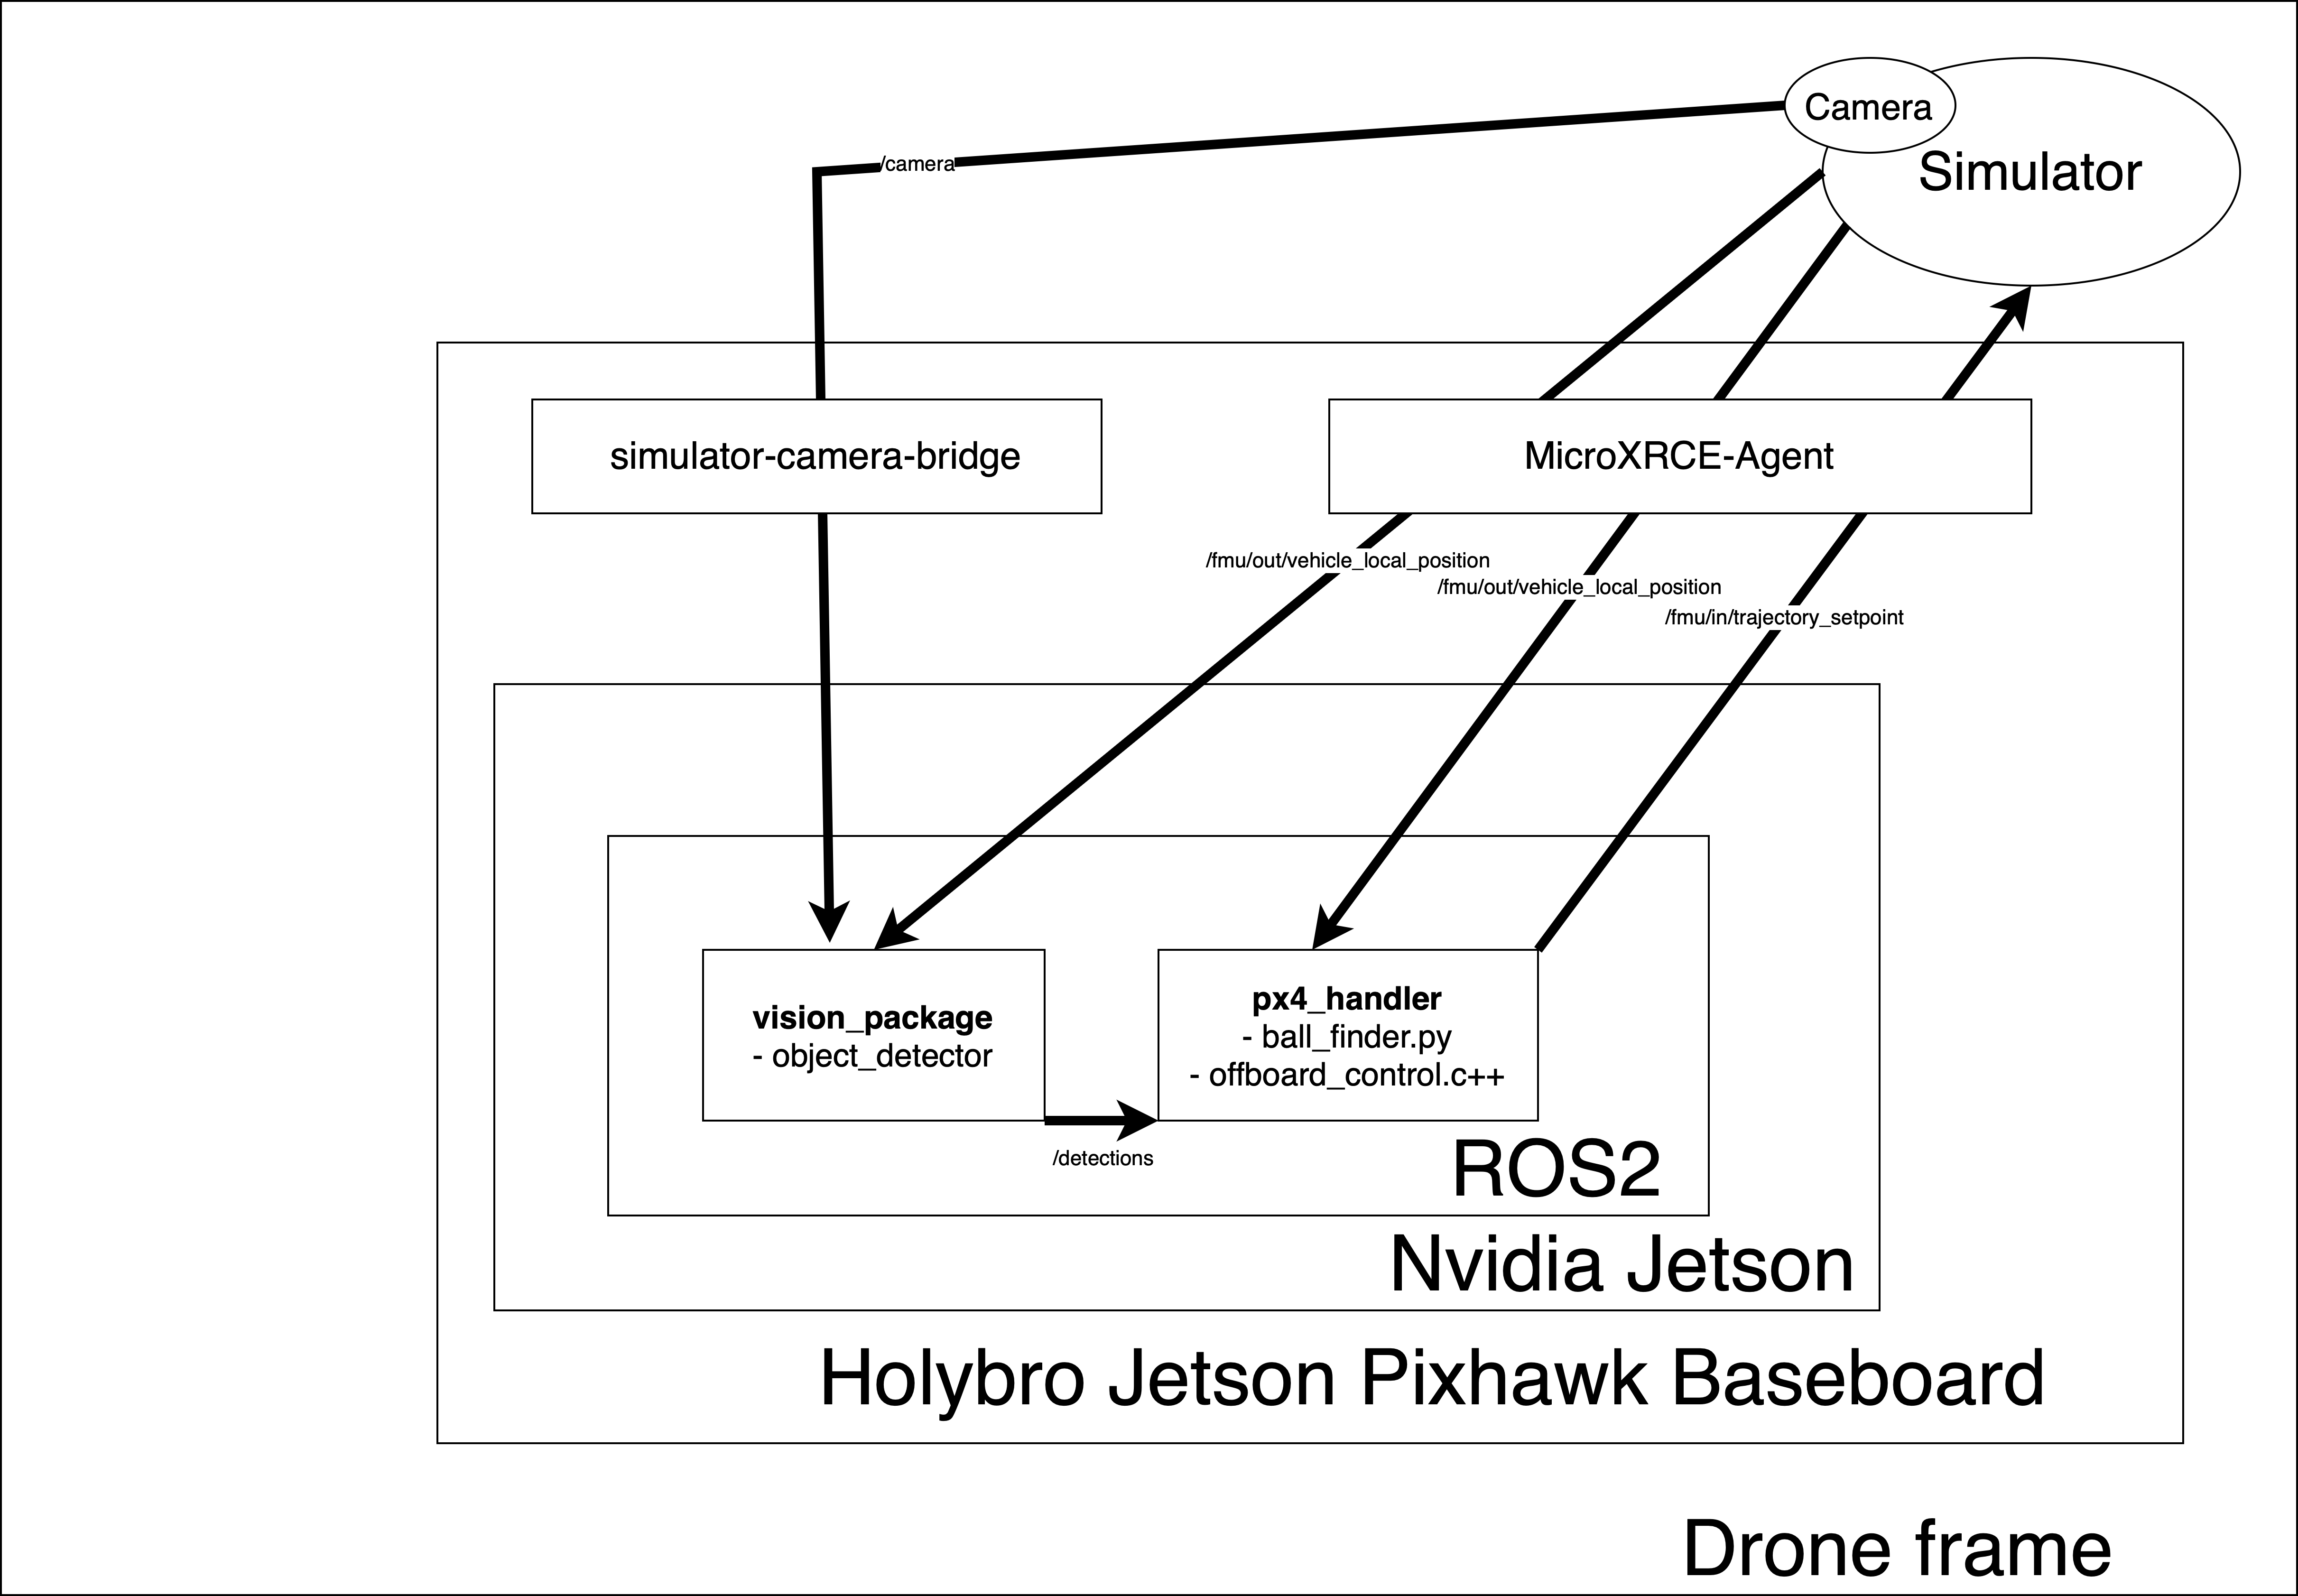 Camera
Simulator
/camera
simulator-camera-bridge
MicroXRCE-Agent
/fmu/out/vehicle_local_position
/fmu/out/vehicle_local_position
/fmu/in/trajectory_setpoint
vision_package
- object_detector
px4_handler
- ball_finder.py
- offboard_control.c++
/detections
ROS2
Nvidia Jetson
Holybro Jetson Pixhawk Baseboard
Drone frame